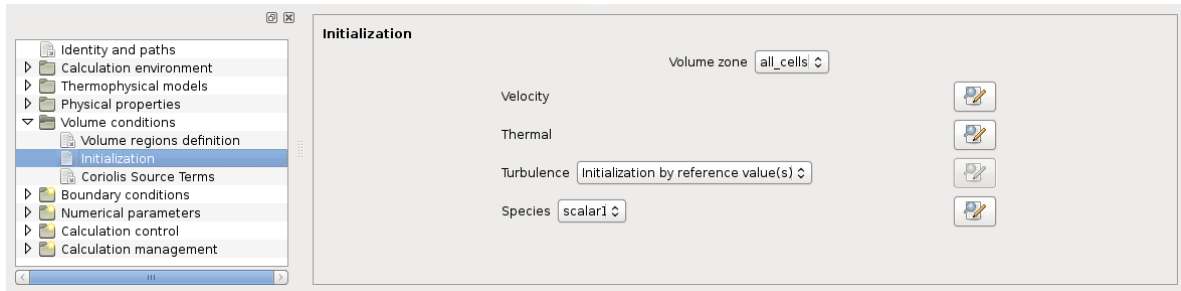 Identity and paths
Calculation environment
Thermophysical models
Physical properties
Volume conditions
Volume regions definition
Initialization
Coriolis Source Terms
Boundary conditions
Numerical parameters
Calculation control
Calculation management
Initialization
Volume zone all_cells
Velocity
Thermal
Turbulence Initialization by reference value(s)
Species scalar1